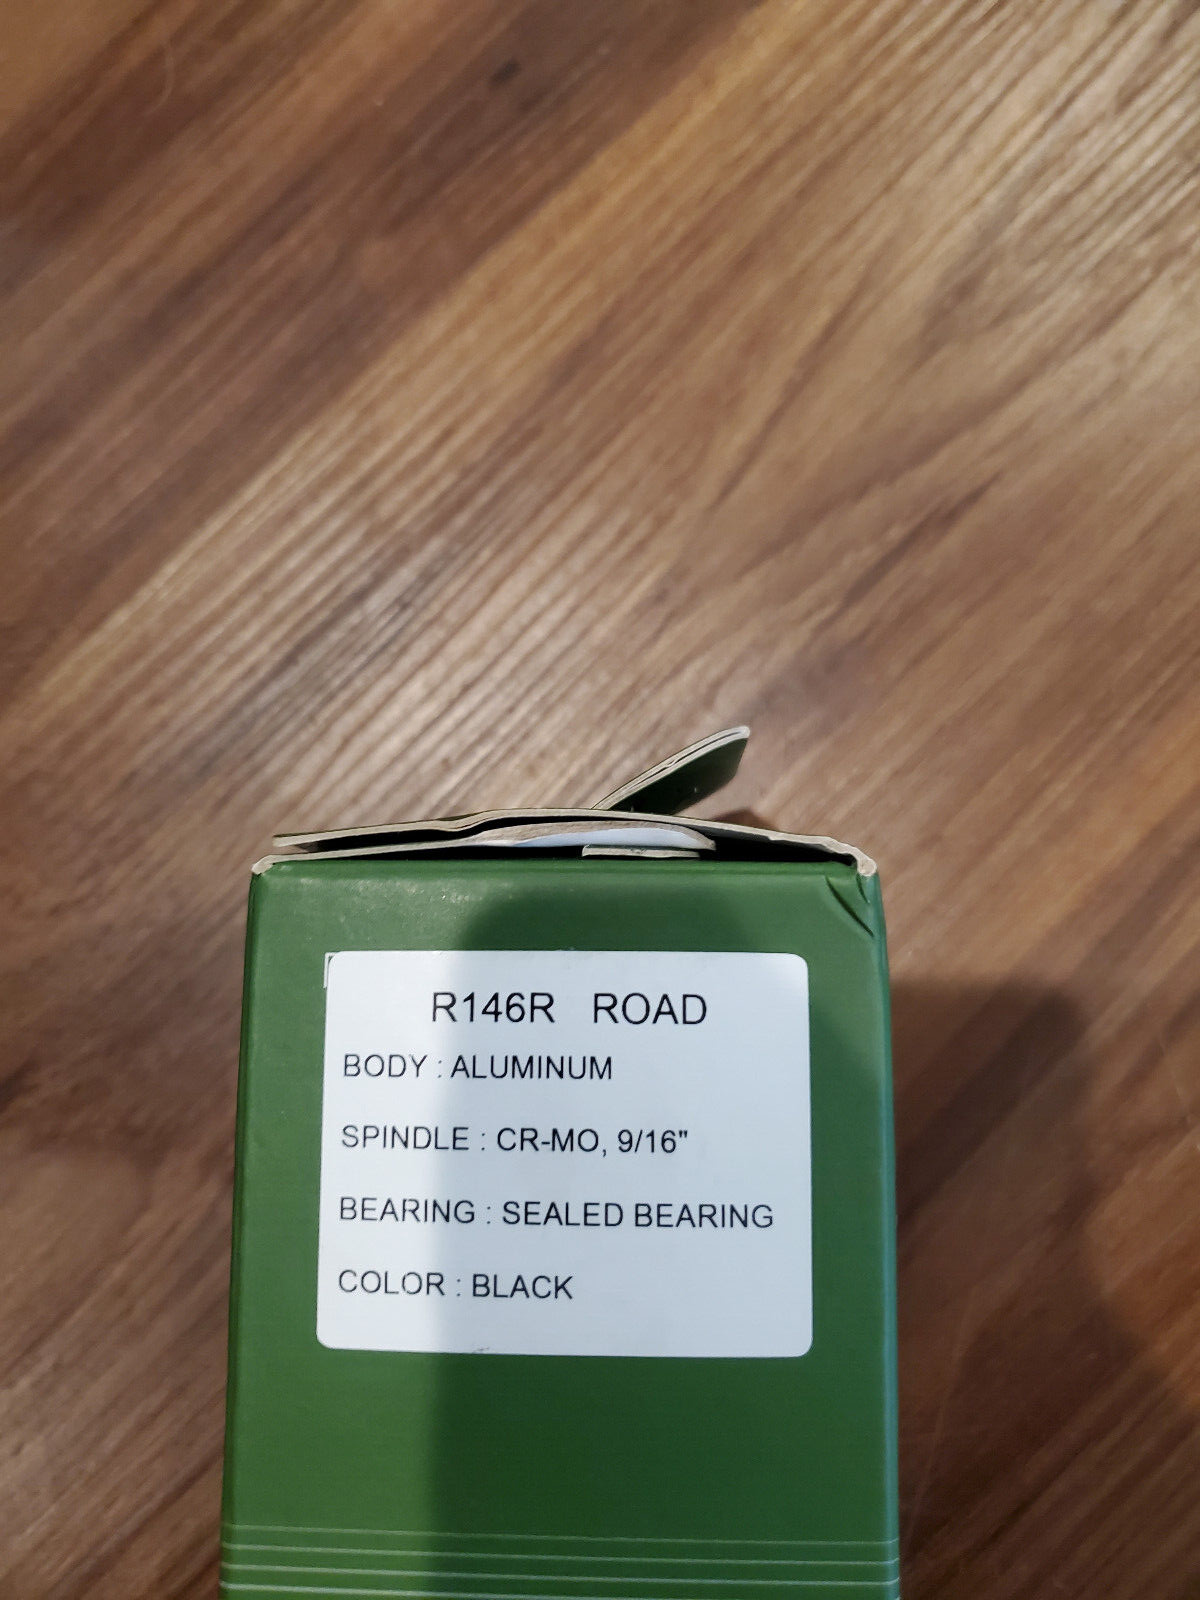 R146R ROAD
BODY : ALUMINUM
SPINDLE : CR-MO, 9/16"
BEARING : SEALED BEARING
COLOR : BLACK